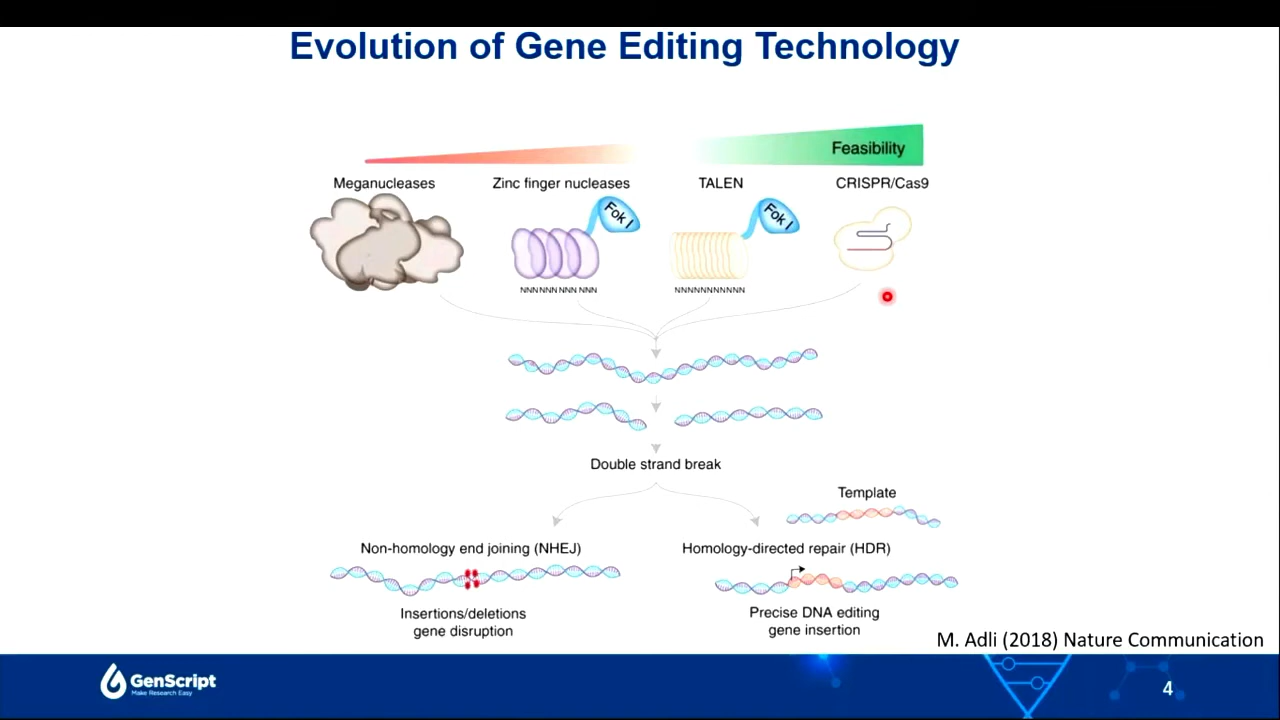 Evolution of Gene Editing Technology
Feasibility
Meganucleases
Zinc finger nucleases
TALEN
CRISPR/Cas9
Fok I
Fok I
NNN NNN NNN NNN
NNNNNNNNNNN
Double strand break
Template
Non-homology end joining (NHEJ)
Homology-directed repair (HDR)
Insertions/deletions
gene disruption
Precise DNA editing
gene insertion
M. Adli (2018) Nature Communication
GenScript
Make Research Easy
4